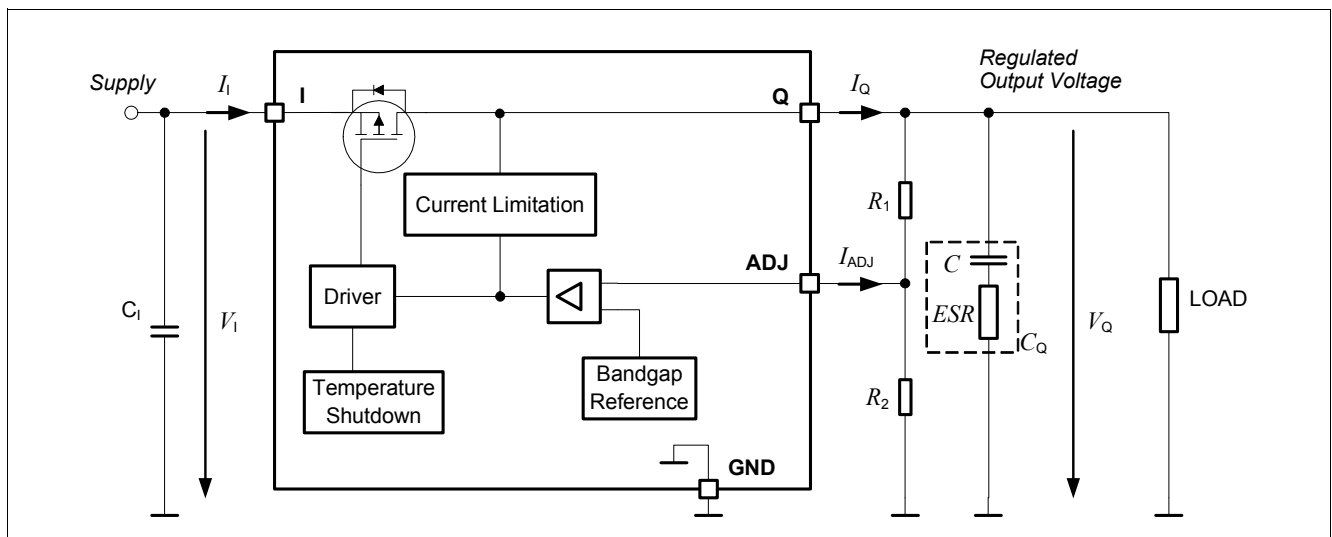 Supply
I_I
I
Q
I_Q
Regulated
Output Voltage
Current Limitation
R_1
ADJ
I_ADJ
C
Driver
ESR
LOAD
C_I
V_I
C_Q
V_Q
Temperature
Shutdown
Bandgap
Reference
R_2
GND